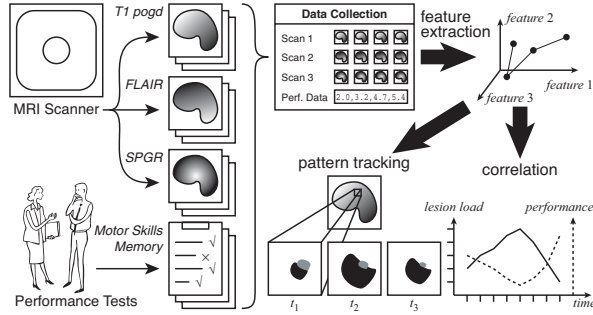 T1 pogd
MRI Scanner
FLAIR
SPGR
Motor Skills
Memory
Performance Tests
Data Collection
Scan 1
Scan 2
Scan 3
Perf. Data
2.0,3.2,4.7,5.4
feature
extraction
feature 2
feature 1
feature 3
pattern tracking
t1
t2
t3
correlation
lesion load
performance
time